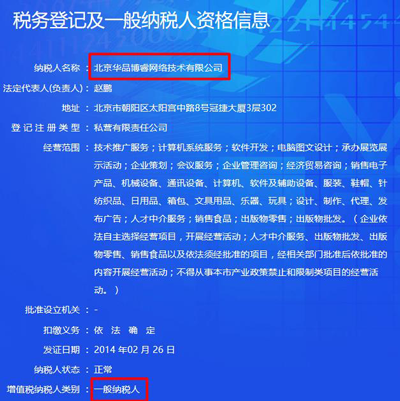 税务登记及一般纳税人资格信息
纳税人名称：北京华品博睿网络技术有限公司
法定代表人(负责人)：赵鹏
地址：北京市朝阳区太阳宫中路8号冠捷大厦3层302
登记注册类型：私营有限责任公司
经营范围：技术推广服务；计算机系统服务；软件开发；电脑图文设计；承办展览展
示活动；企业策划；会议服务；企业管理咨询；经济贸易咨询；销售电子
产品、机械设备、通讯设备、计算机、软件及辅助设备、服装、鞋帽、针
纺织品、日用品、箱包、文具用品、乐器、玩具；设计、制作、代理、发
布广告；人才中介服务；销售食品；出版物零售；出版物批发。（企业依
法自主选择经营项目，开展经营活动；人才中介服务、出版物批发、出版
物零售、销售食品以及依法须经批准的项目，经相关部门批准后依批准的
内容开展经营活动；不得从事本市产业政策禁止和限制类项目的经营活
动。）
批准设立机关：-
扣缴义务：依法确定
发证日期：2014 年02 月 26 日
纳税人状态：正常
增值税纳税人类别：一般纳税人